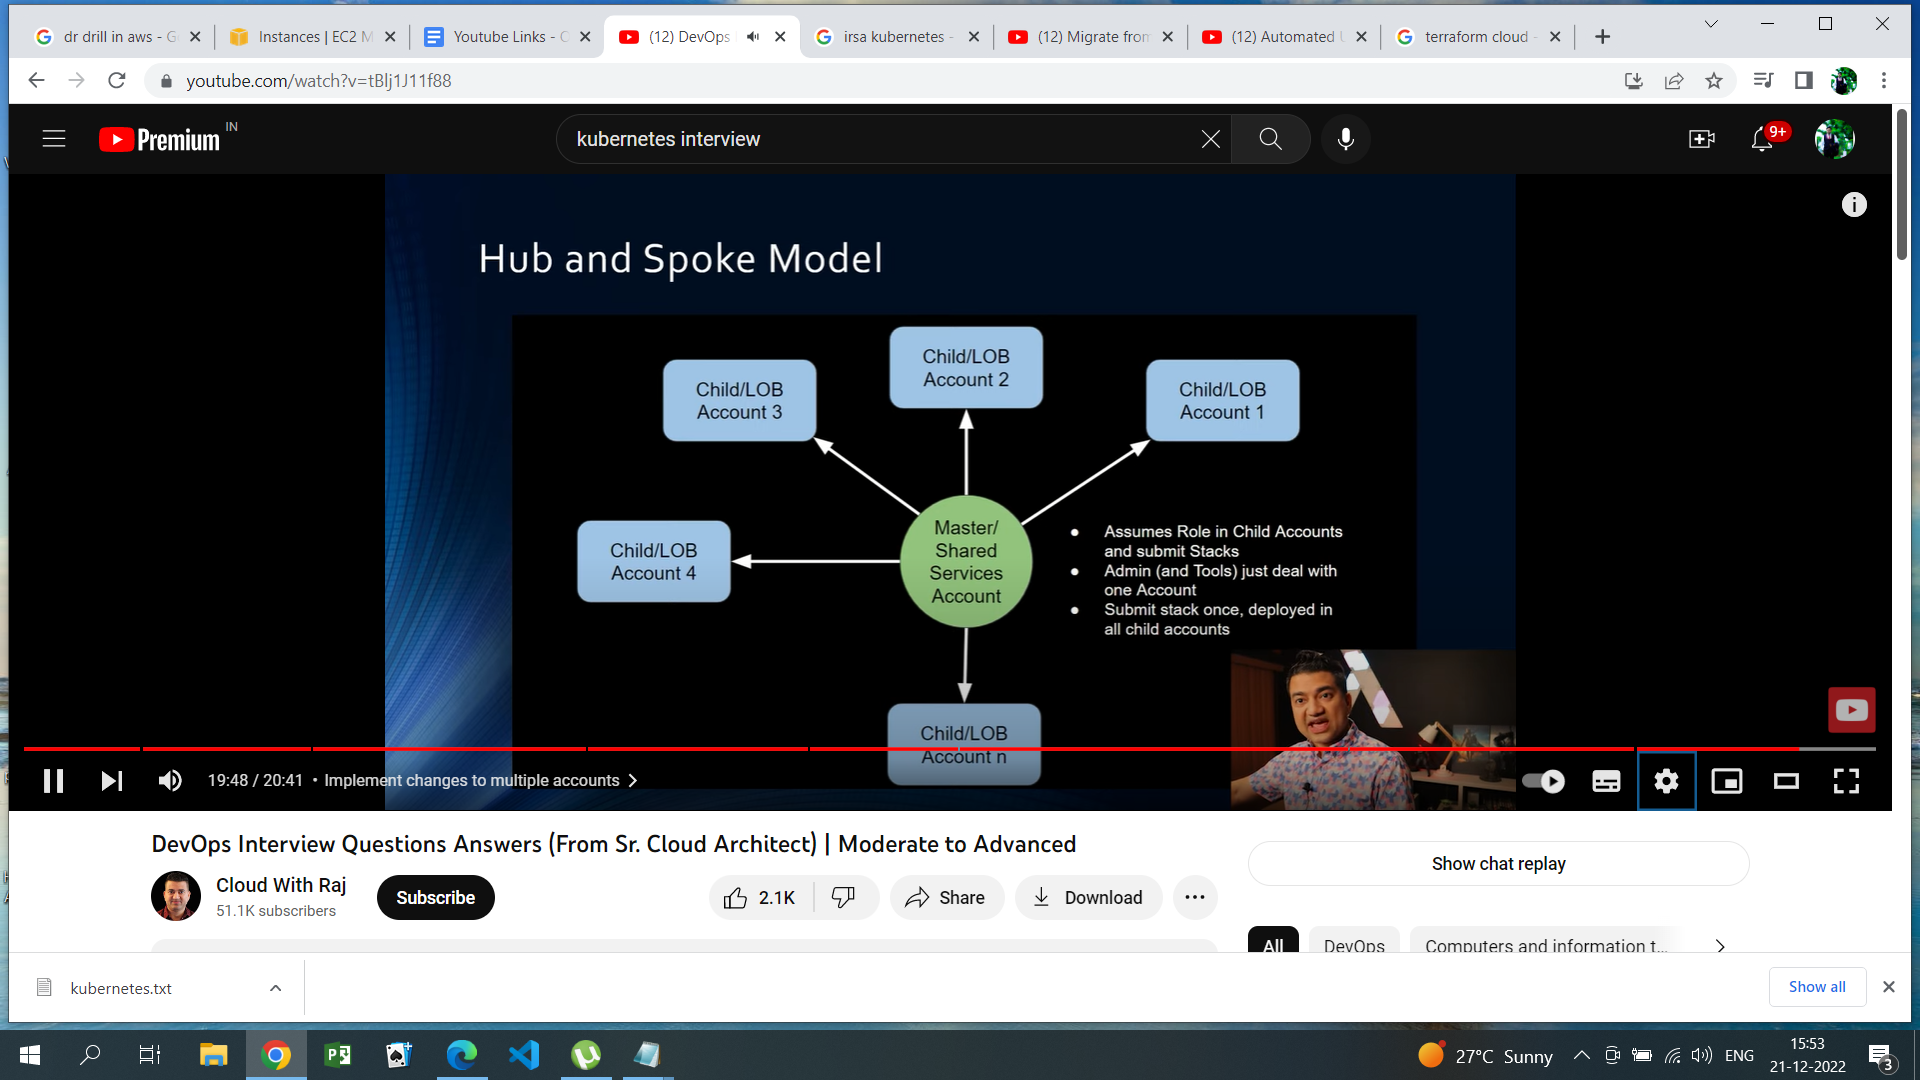 dr drill in aws - G
Instances | EC2 M
Youtube Links - C
(12) DevOps
irsa kubernetes -
(12) Migrate from
(12) Automated
terraform cloud -
youtube.com/watch?v=tBlj1J11f88
Premium IN
kubernetes interview
9+
Hub and Spoke Model
Child/LOB
Account 2
Child/LOB
Account 3
Child/LOB
Account 1
Child/LOB
Account 4
Master/
Shared
Services
Account
• Assumes Role in Child Accounts
and submit Stacks
• Admin (and Tools) just deal with
one Account
• Submit stack once, deployed in
all child accounts
Child/LOB
Account n
19:48 / 20:41 • Implement changes to multiple accounts
DevOps Interview Questions Answers (From Sr. Cloud Architect) | Moderate to Advanced
Show chat replay
Cloud With Raj
51.1K subscribers
Subscribe
2.1K
Share
Download
All
DevOps
Computers and information t...
kubernetes.txt
Show all
27°C Sunny
ENG
15:53
21-12-2022
3